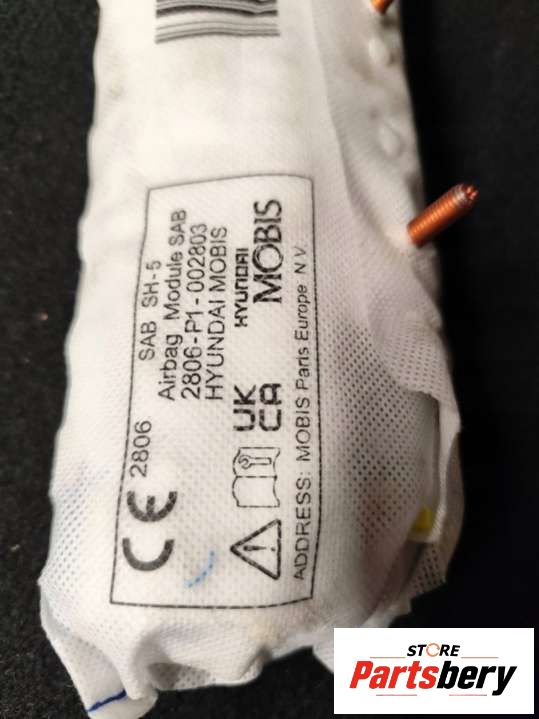 CE 2806
SAB SH-5
Airbag Module SAB
2806-P1-002803
HYUNDAI MOBIS
UK
CA
HYUNDAI
MOBIS
ADDRESS: MOBIS Paris Europe N.V.
STORE
Partsbery